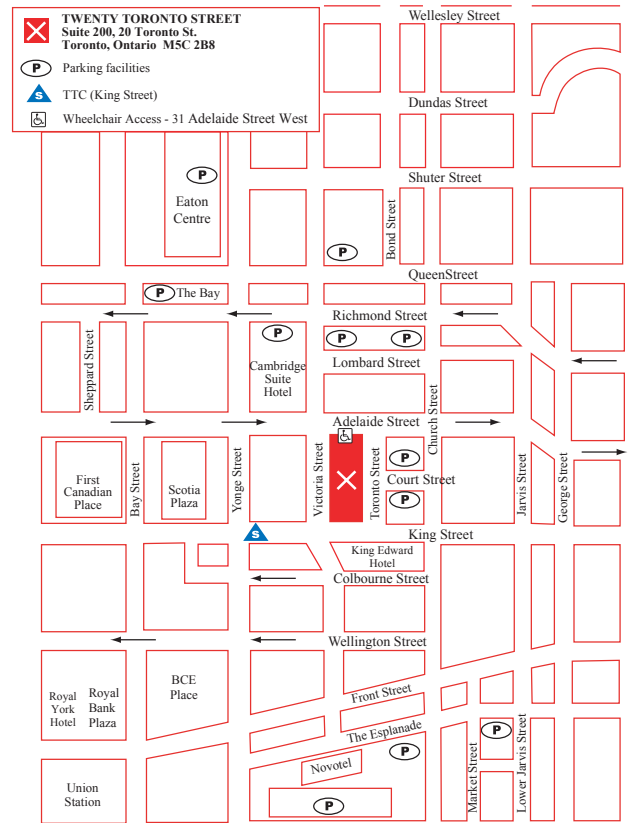 TWENTY TORONTO STREET
Suite 200, 20 Toronto St.
Toronto, Ontario M5C 2B8
P Parking facilities
S TTC (King Street)
Wheelchair Access - 31 Adelaide Street West
Wellesley Street
Dundas Street
Shuter Street
P
Eaton
Centre
Bond Street
P
QueenStreet
P The Bay
Richmond Street
P
P
P
Sheppard Street
Cambridge
Suite
Hotel
Lombard Street
Church Street
Adelaide Street
First
Canadian
Place
Bay Street
Scotia
Plaza
Yonge Street
Victoria Street
Toronto Street
P
Court Street
P
Jarvis Street
George Street
S
King Street
King Edward
Hotel
Colbourne Street
Wellington Street
Royal
York
Hotel
Royal
Bank
Plaza
BCE
Place
Front Street
The Esplanade
P
P
Market Street
Lower Jarvis Street
Novotel
Union
Station
P